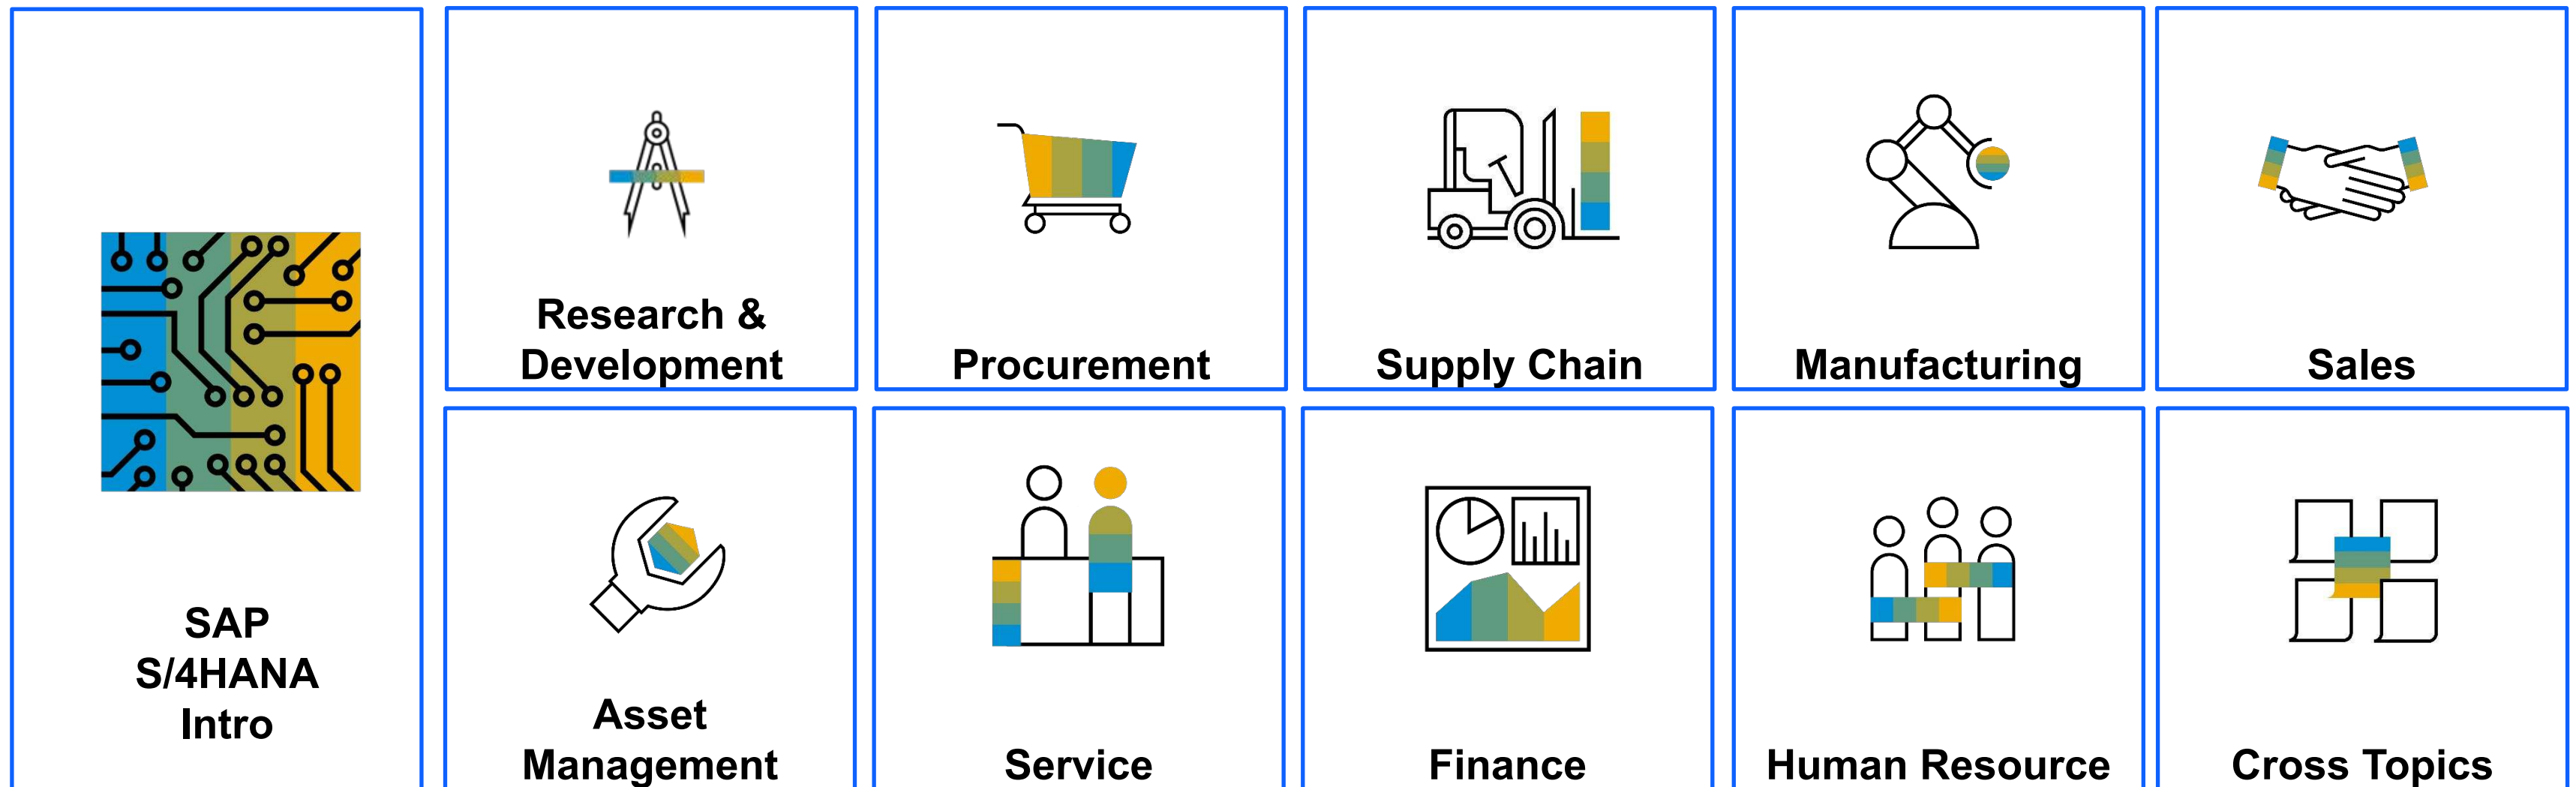 SAP
S/4HANA
Intro
Research &
Development
Procurement
Supply Chain
Manufacturing
Sales
Asset
Management
Service
Finance
Human Resource
Cross Topics